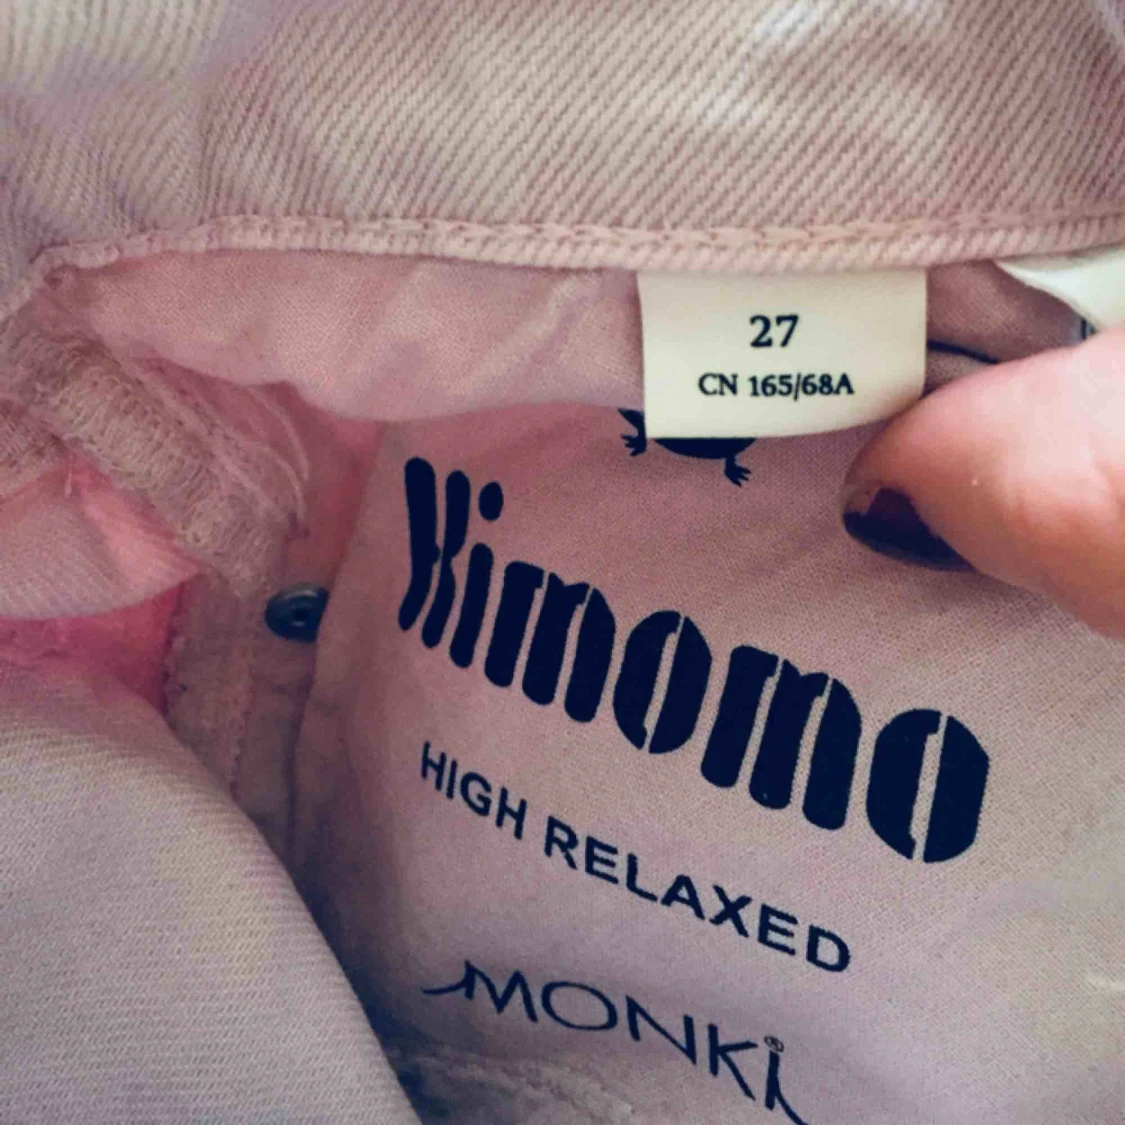 27
CN 165/68A
Kimomo
HIGH RELAXED
MONKi®